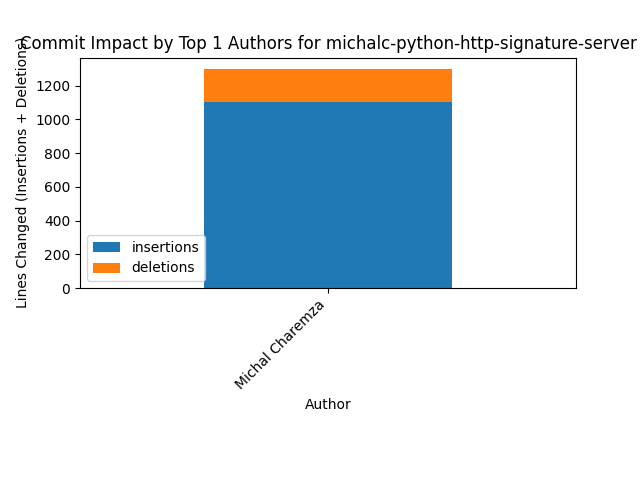 Commit Impact by Top 1 Authors for michalc-python-http-signature-server
Lines Changed (Insertions + Deletions)
1200
1000
800
600
400
200
0
insertions
deletions
Michal Charemza
Author